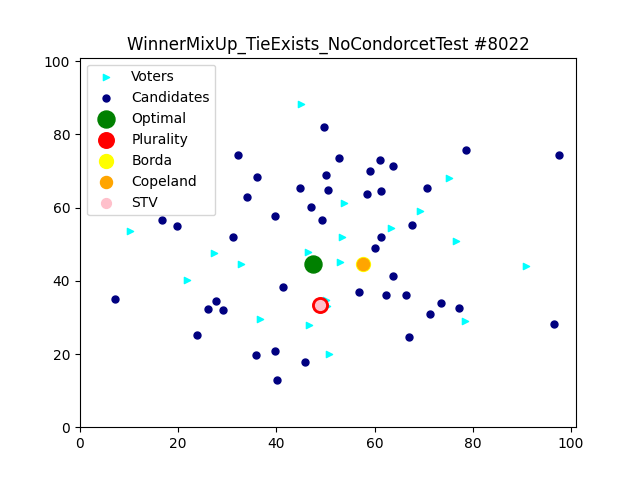 WinnerMixUp_TieExists_NoCondorcetTest #8022
100
80
60
40
20
0
0 20 40 60 80 100
Voters
Candidates
Optimal
Plurality
Borda
Copeland
STV